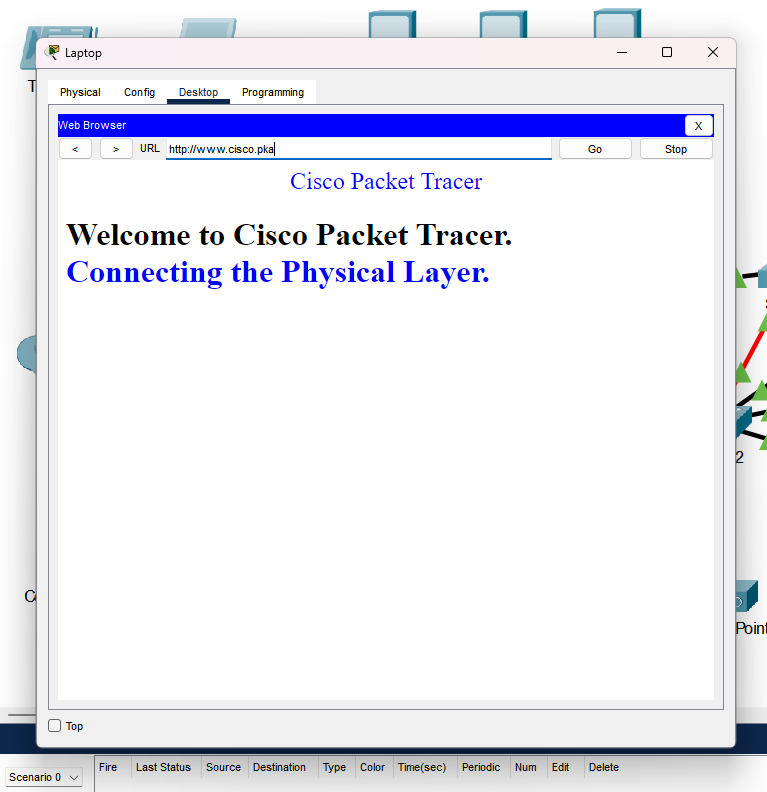 Laptop
Physical Config Desktop Programming
Web Browser X
< > URL http://www.cisco.pka Go Stop
Cisco Packet Tracer
Welcome to Cisco Packet Tracer.
Connecting the Physical Layer.
2
C
Point
Top
Fire Last Status Source Destination Type Color Time(sec) Periodic Num Edit Delete
Scenario 0